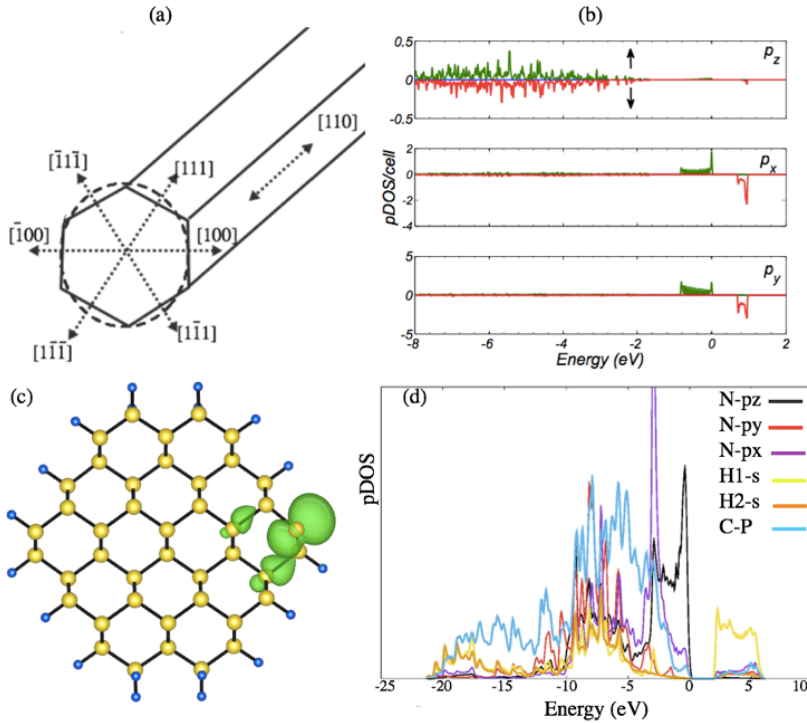 (a)
[1̄11̄]
[111]
[110]
[1̄00]
[100]
[11̄1̄]
[11̄1]
(b)
pDOS/cell
0.5
0
-0.5
p_z
2
0
-2
-4
p_x
5
0
5
p_y
-8 -6 -4 -2 0 2
Energy (eV)
(c)
(d)
pDOS
N-pz
N-py
N-px
H1-s
H2-s
C-P
-25 -20 -15 -10 -5 0 5 10
Energy (eV)